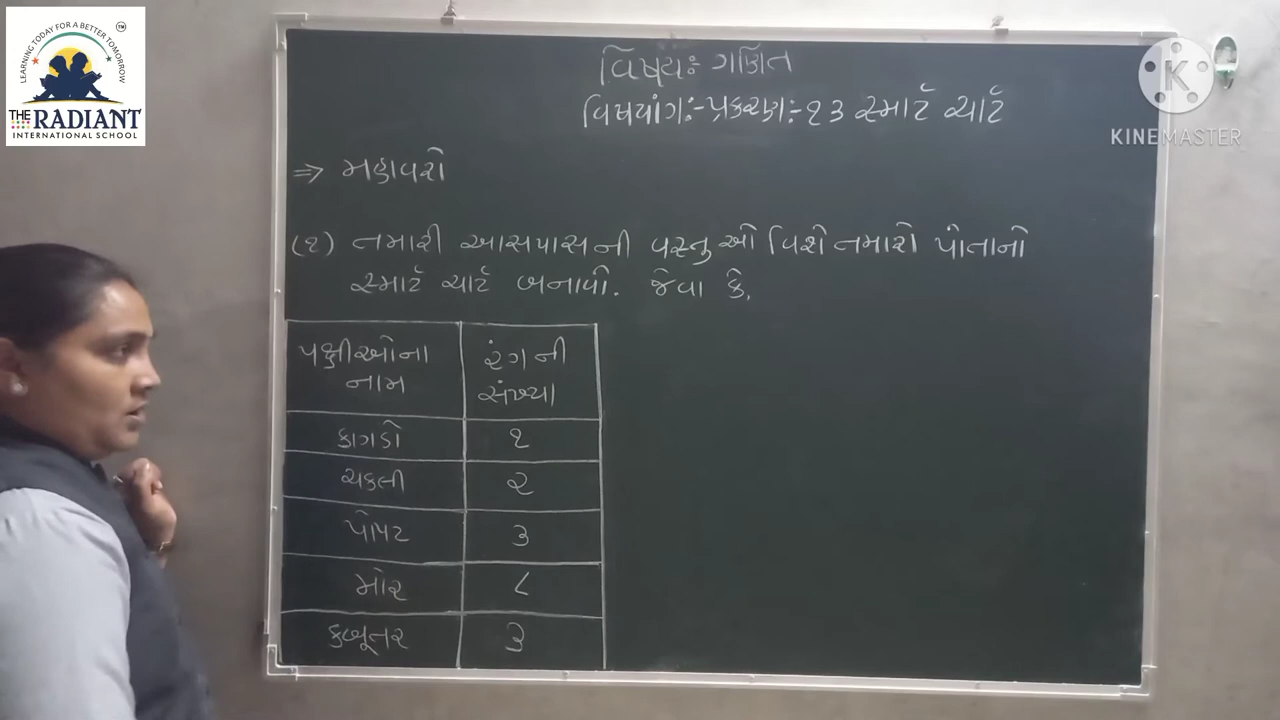 LEARNING TODAY FOR A BETTER TOMORROW
TM
THE RADIANT
INTERNATIONAL SCHOOL
KINEMASTER
વિષય: ગણિત
વિષયાંગ:- પ્રકરણ: ૧૩ સ્માર્ટ ચાર્ટ
⇒ મહાવરો
(૧) તમારી આસપાસની વસ્તુઓ વિશે તમારો પોતાનો
સ્માર્ટ ચાર્ટ બનાવો. જેવા કે,
પક્ષીઓના નામ | રંગની સંખ્યા
કાગડો | ૧
ચકલી | ૨
પોપટ | ૩
મોર | ૮
કબૂતર | ૩